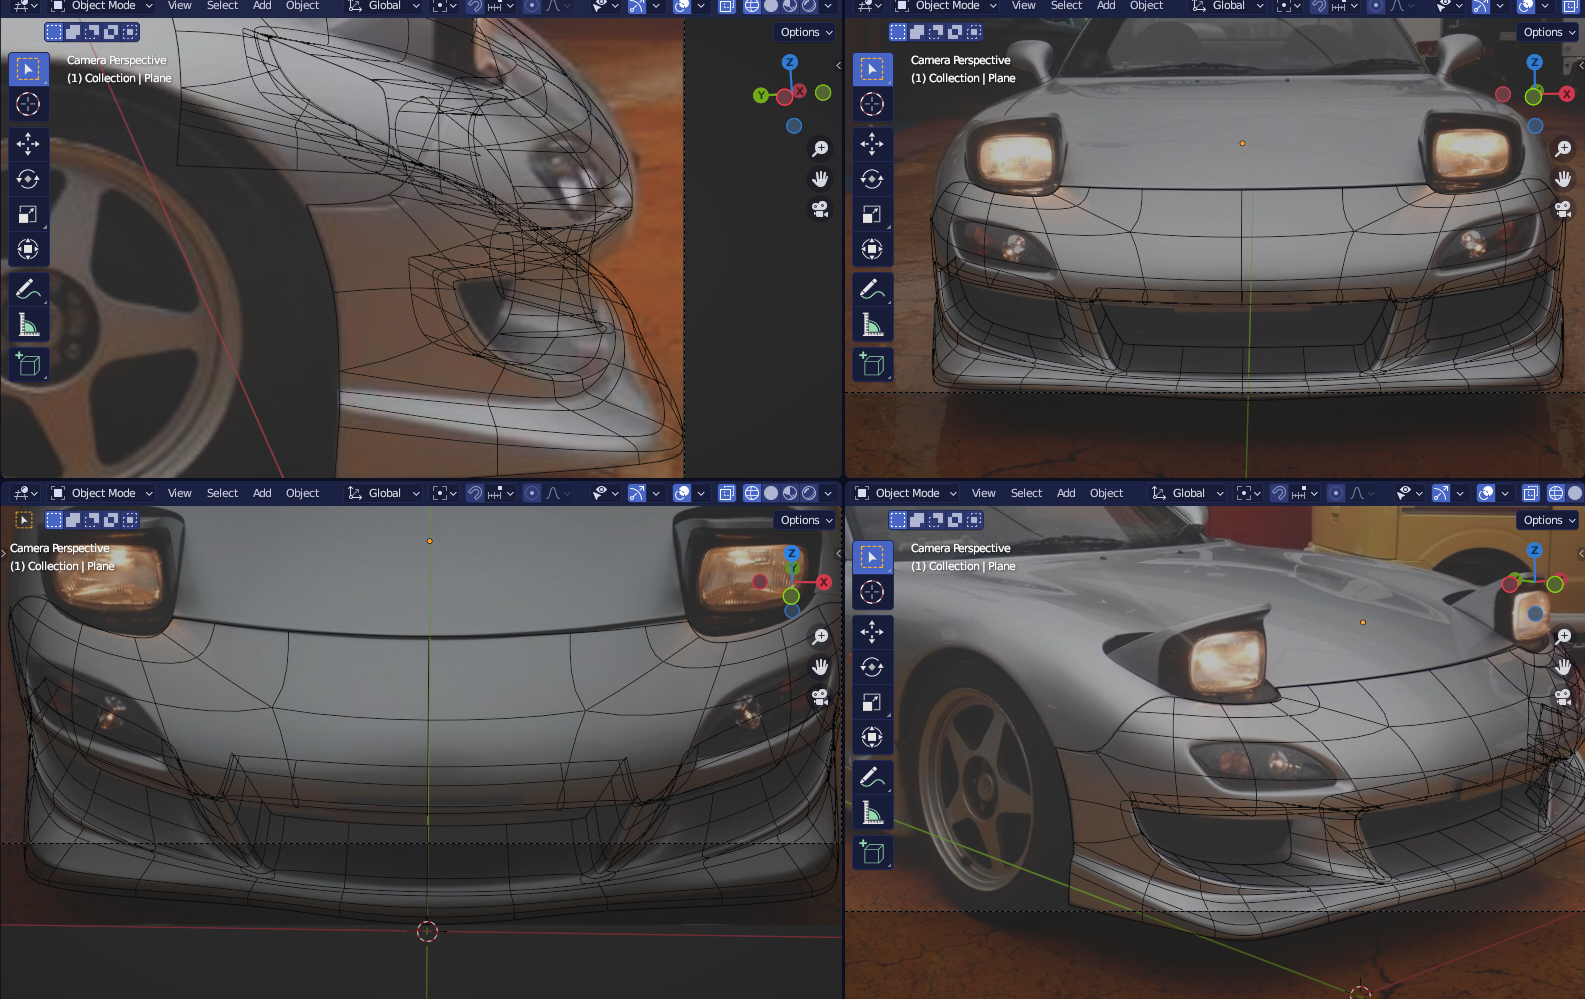 Object Mode View Select Add Object Global
Options
Camera Perspective
(1) Collection | Plane
Z
Y
X
Object Mode View Select Add Object Global
Options
Camera Perspective
(1) Collection | Plane
Z
X
Object Mode View Select Add Object Global
Options
Camera Perspective
(1) Collection | Plane
Z
Y
X
Object Mode View Select Add Object Global
Options
Camera Perspective
(1) Collection | Plane
Z